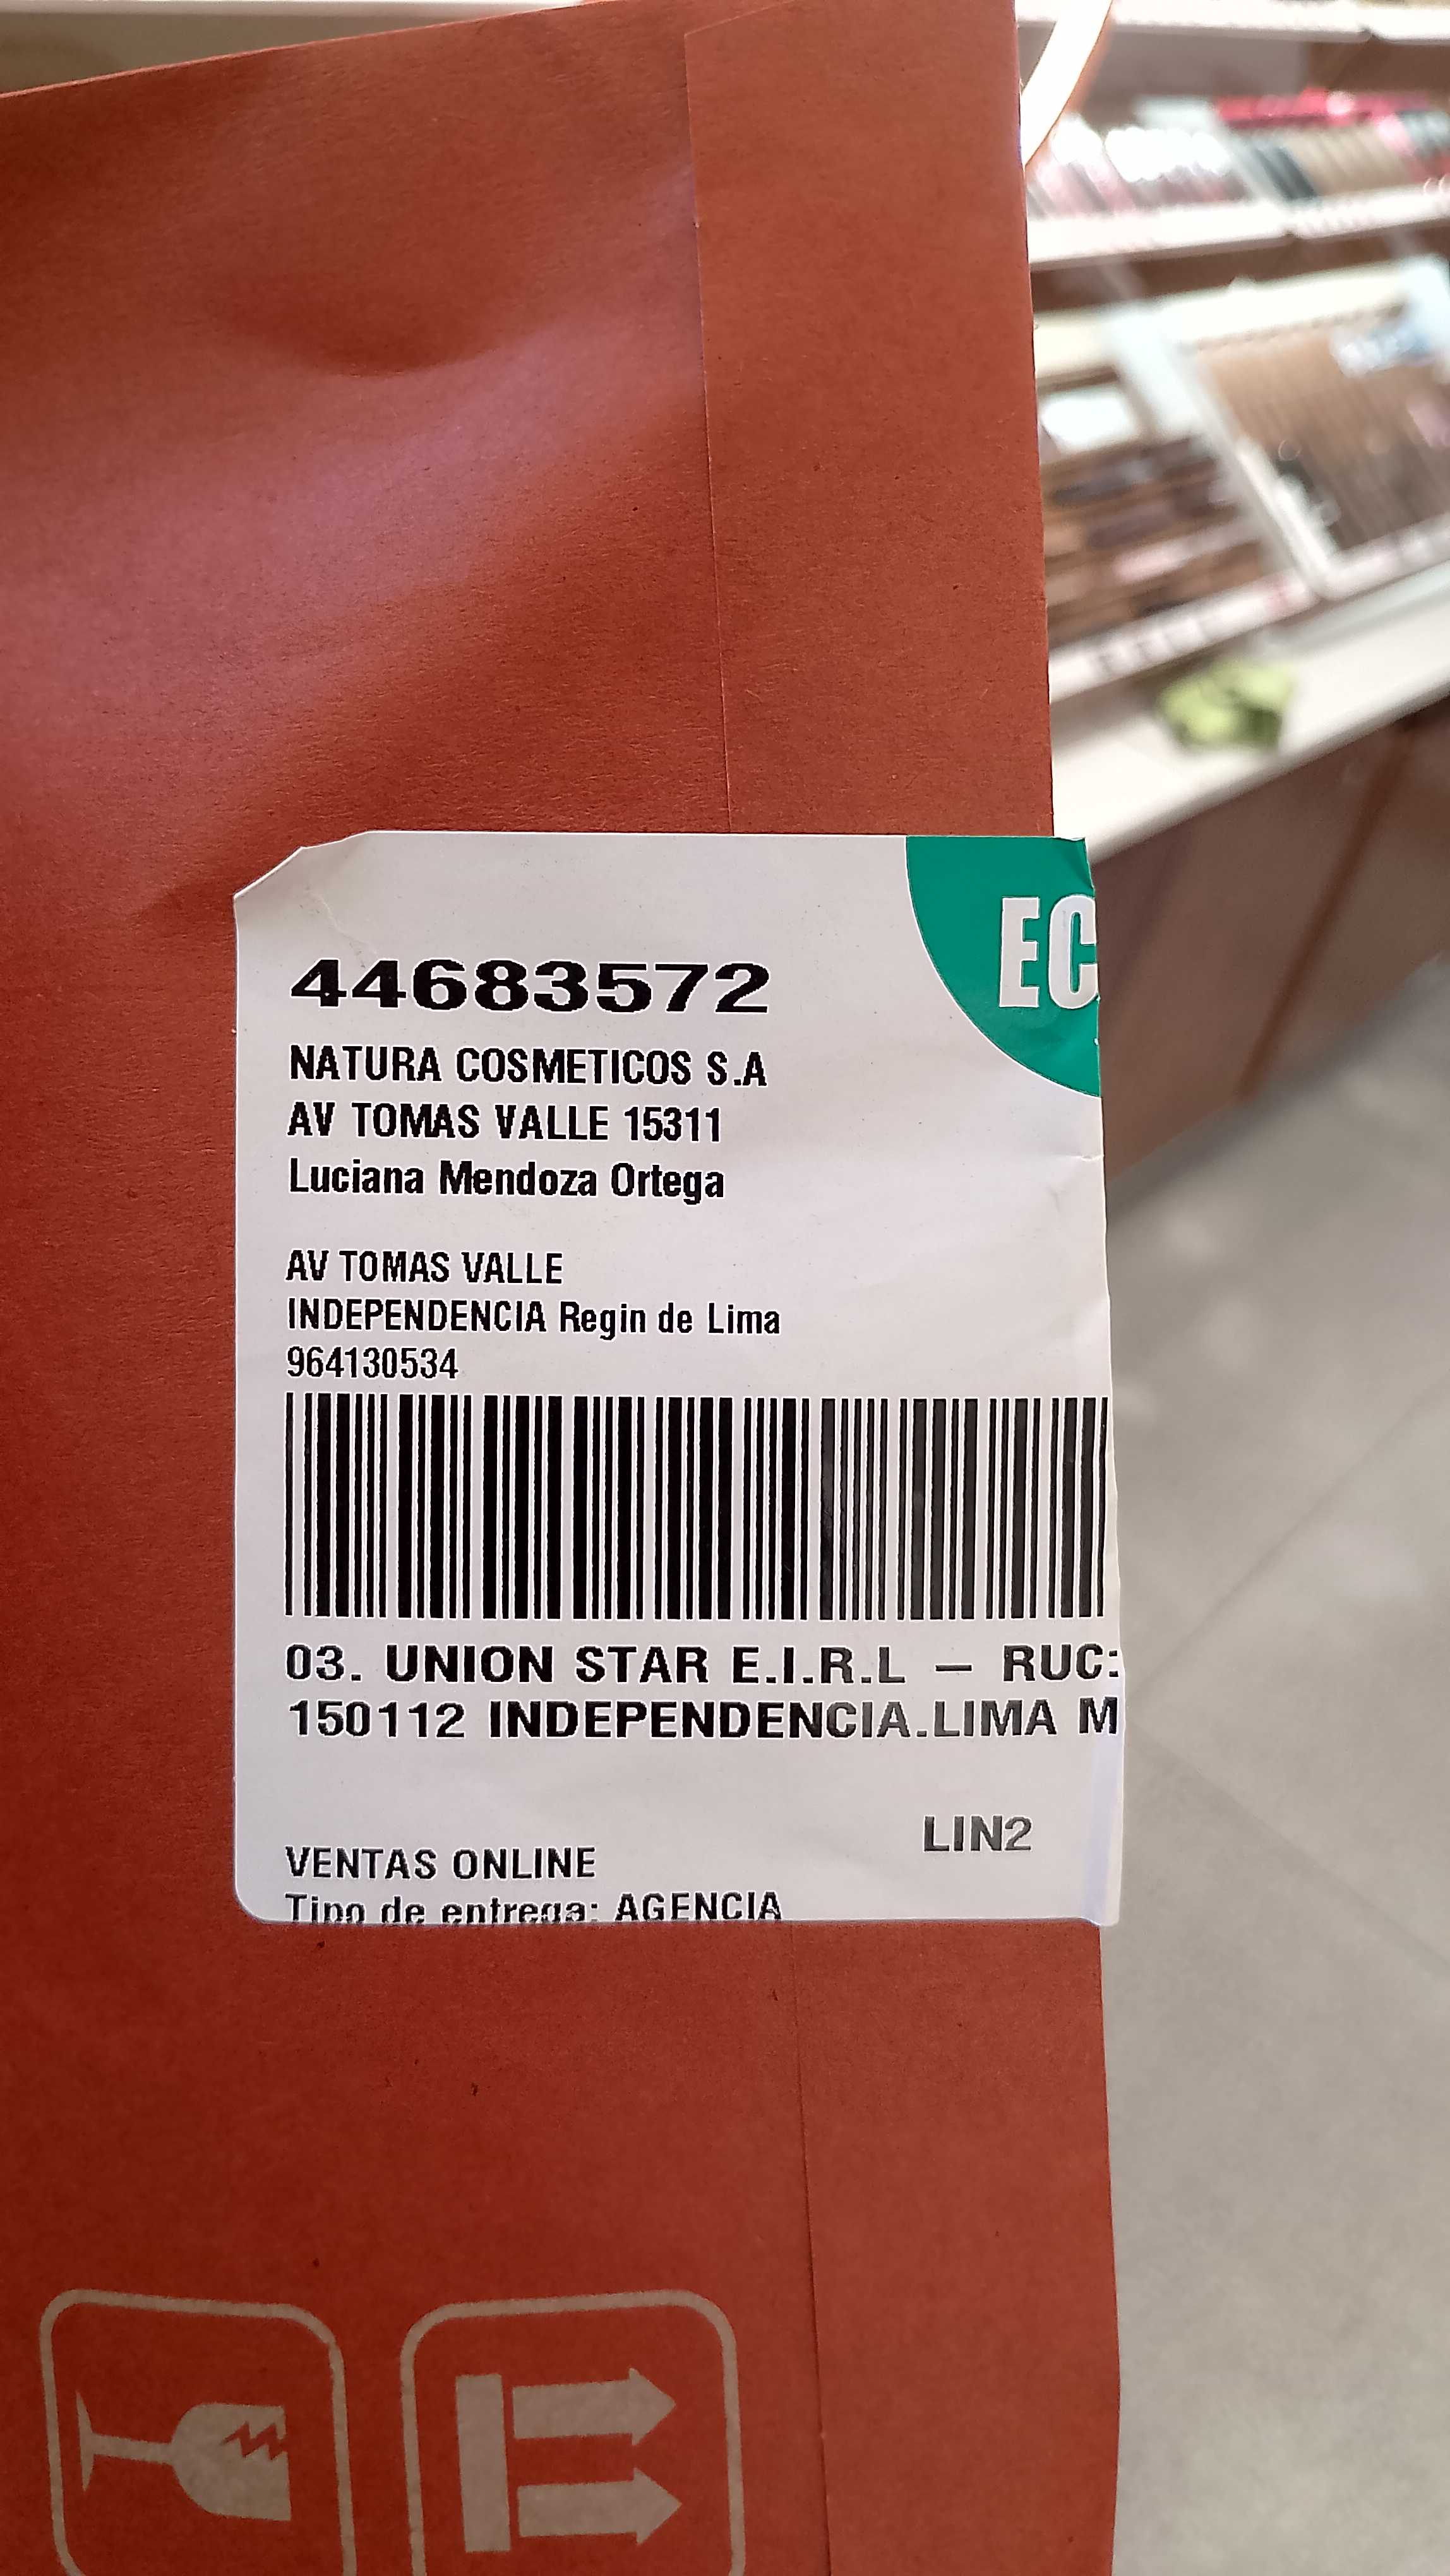 EC
44683572
NATURA COSMETICOS S.A
AV TOMAS VALLE 15311
Luciana Mendoza Ortega
AV TOMAS VALLE
INDEPENDENCIA Regin de Lima
964130534
03. UNION STAR E.I.R.L – RUC:
150112 INDEPENDENCIA.LIMA M
LIN2
VENTAS ONLINE
Tipo de entrega: AGENCIA